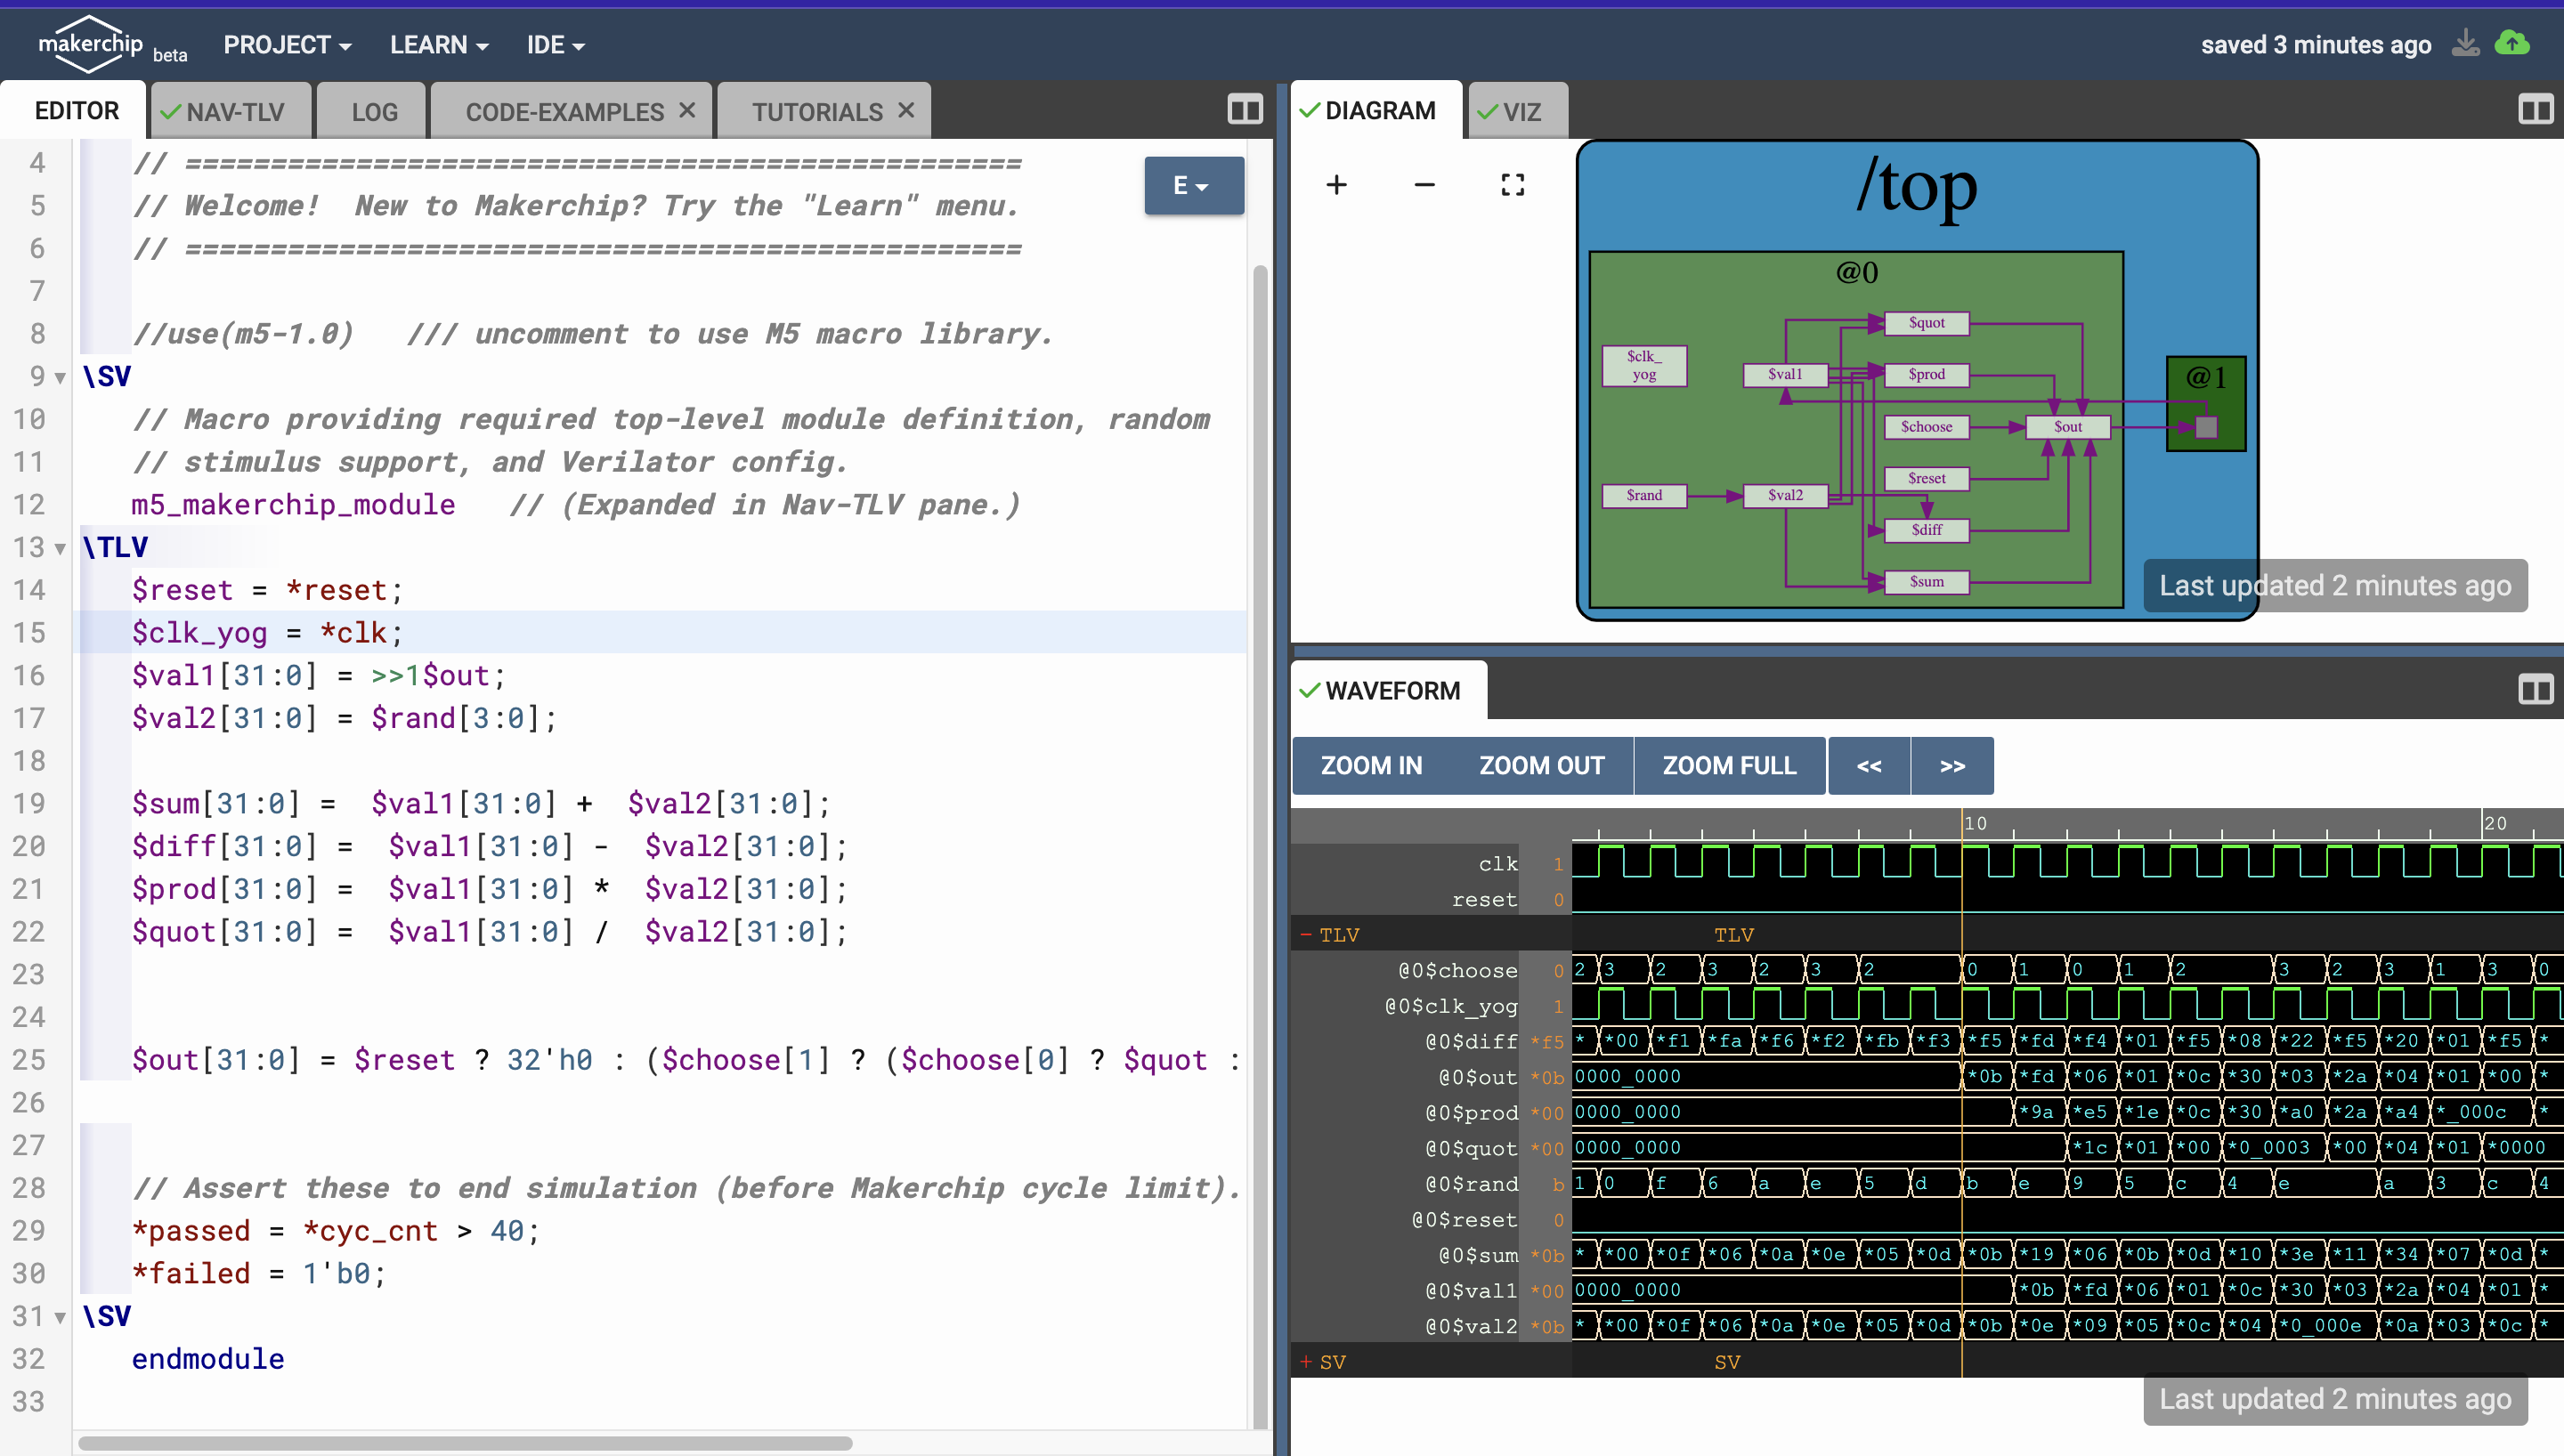 makerchip beta PROJECT LEARN IDE saved 3 minutes ago
EDITOR NAV-TLV LOG CODE-EXAMPLES ✕ TUTORIALS ✕
4 // =================================================
5 // Welcome!  New to Makerchip? Try the "Learn" menu.
6 // =================================================
7
8 //use(m5-1.0)   /// uncomment to use M5 macro library.
9 \SV
10 // Macro providing required top-level module definition, random
11 // stimulus support, and Verilator config.
12 m5_makerchip_module   // (Expanded in Nav-TLV pane.)
13 \TLV
14 $reset = *reset;
15 $clk_yog = *clk;
16 $val1[31:0] = >>1$out;
17 $val2[31:0] = $rand[3:0];
18
19 $sum[31:0] =  $val1[31:0] +  $val2[31:0];
20 $diff[31:0] =  $val1[31:0] -  $val2[31:0];
21 $prod[31:0] =  $val1[31:0] *  $val2[31:0];
22 $quot[31:0] =  $val1[31:0] /  $val2[31:0];
23
24
25 $out[31:0] = $reset ? 32'h0 : ($choose[1] ? ($choose[0] ? $quot :
26
27
28 // Assert these to end simulation (before Makerchip cycle limit).
29 *passed = *cyc_cnt > 40;
30 *failed = 1'b0;
31 \SV
32 endmodule
33
E
DIAGRAM VIZ
+ −
/top
@0
$quot
$clk_
yog
$val1
$prod
@1
$choose
$out
$reset
$rand
$val2
$diff
$sum
Last updated 2 minutes ago
WAVEFORM
ZOOM IN ZOOM OUT ZOOM FULL << >>
10 20
clk 1
reset 0
− TLV TLV
@0$choose 0 2 3 2 3 2 3 2 0 1 0 1 2 3 2 3 1 3 0
@0$clk_yog 1
@0$diff *f5 * *00 *f1 *fa *f6 *f2 *fb *f3 *f5 *fd *f4 *01 *f5 *08 *22 *f5 *20 *01 *f5 *
@0$out *0b 0000_0000 *0b *fd *06 *01 *0c *30 *03 *2a *04 *01 *00 *
@0$prod *00 0000_0000 *9a *e5 *1e *0c *30 *a0 *2a *a4 *_000c *
@0$quot *00 0000_0000 *1c *01 *00 *0_0003 *00 *04 *01 *0000
@0$rand b 1 0 f 6 a e 5 d b e 9 5 c 4 e a 3 c 4
@0$reset 0
@0$sum *0b * *00 *0f *06 *0a *0e *05 *0d *0b *19 *06 *0b *0d *10 *3e *11 *34 *07 *0d *
@0$val1 *00 0000_0000 *0b *fd *06 *01 *0c *30 *03 *2a *04 *01 *
@0$val2 *0b * *00 *0f *06 *0a *0e *05 *0d *0b *0e *09 *05 *0c *04 *0_000e *0a *03 *0c *
+ SV SV
Last updated 2 minutes ago